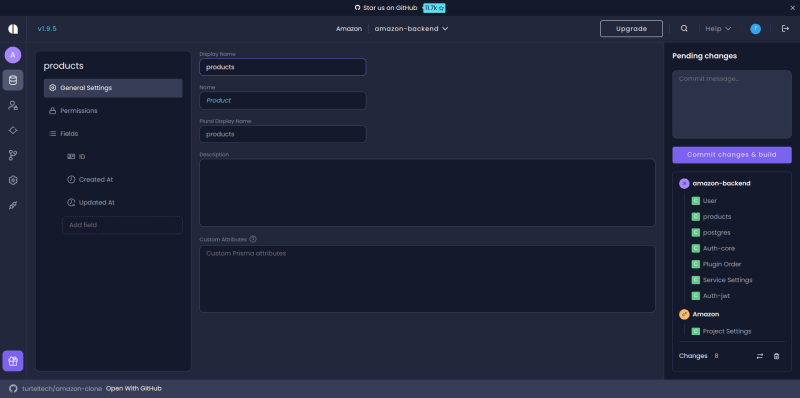 Star us on GitHub 11.7k
v1.9.5
Amazon amazon-backend
Upgrade
Help
A
products
General Settings
Permissions
Fields
ID
Created At
Updated At
Add field
Display Name
products
Name
Product
Plural Display Name
products
Description
Custom Attributes
Custom Prisma attributes
Pending changes
Commit message...
Commit changes & build
amazon-backend
C User
C products
C postgres
C Auth-core
C Plugin Order
C Service Settings
C Auth-jwt
Amazon
C Project Settings
Changes 8
turteltech/amazon-clone Open With GitHub